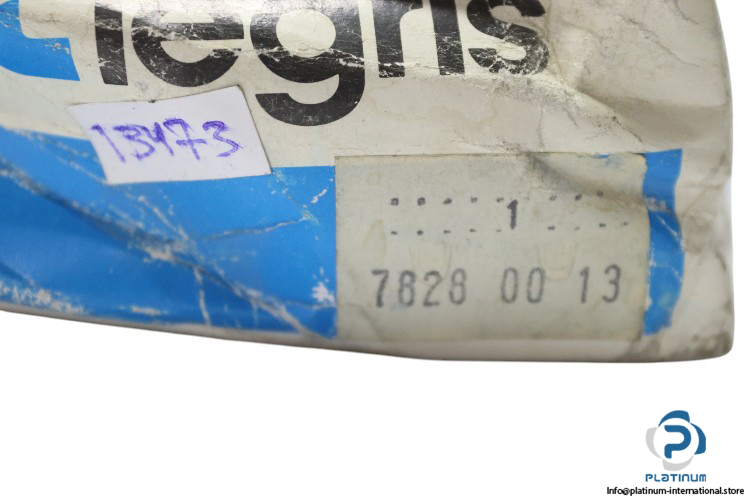 legris
13473
1
7828 00 13
PLATINUM
Info@platinum-international.store